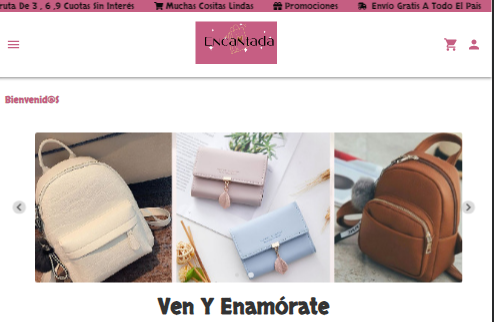 ruta De 3 , 6 ,9 Cuotas Sin Interés Muchas Cositas Lindas Promociones Envío Gratis A Todo El País
Encantada
Bienvenid@s
Ven Y Enamórate